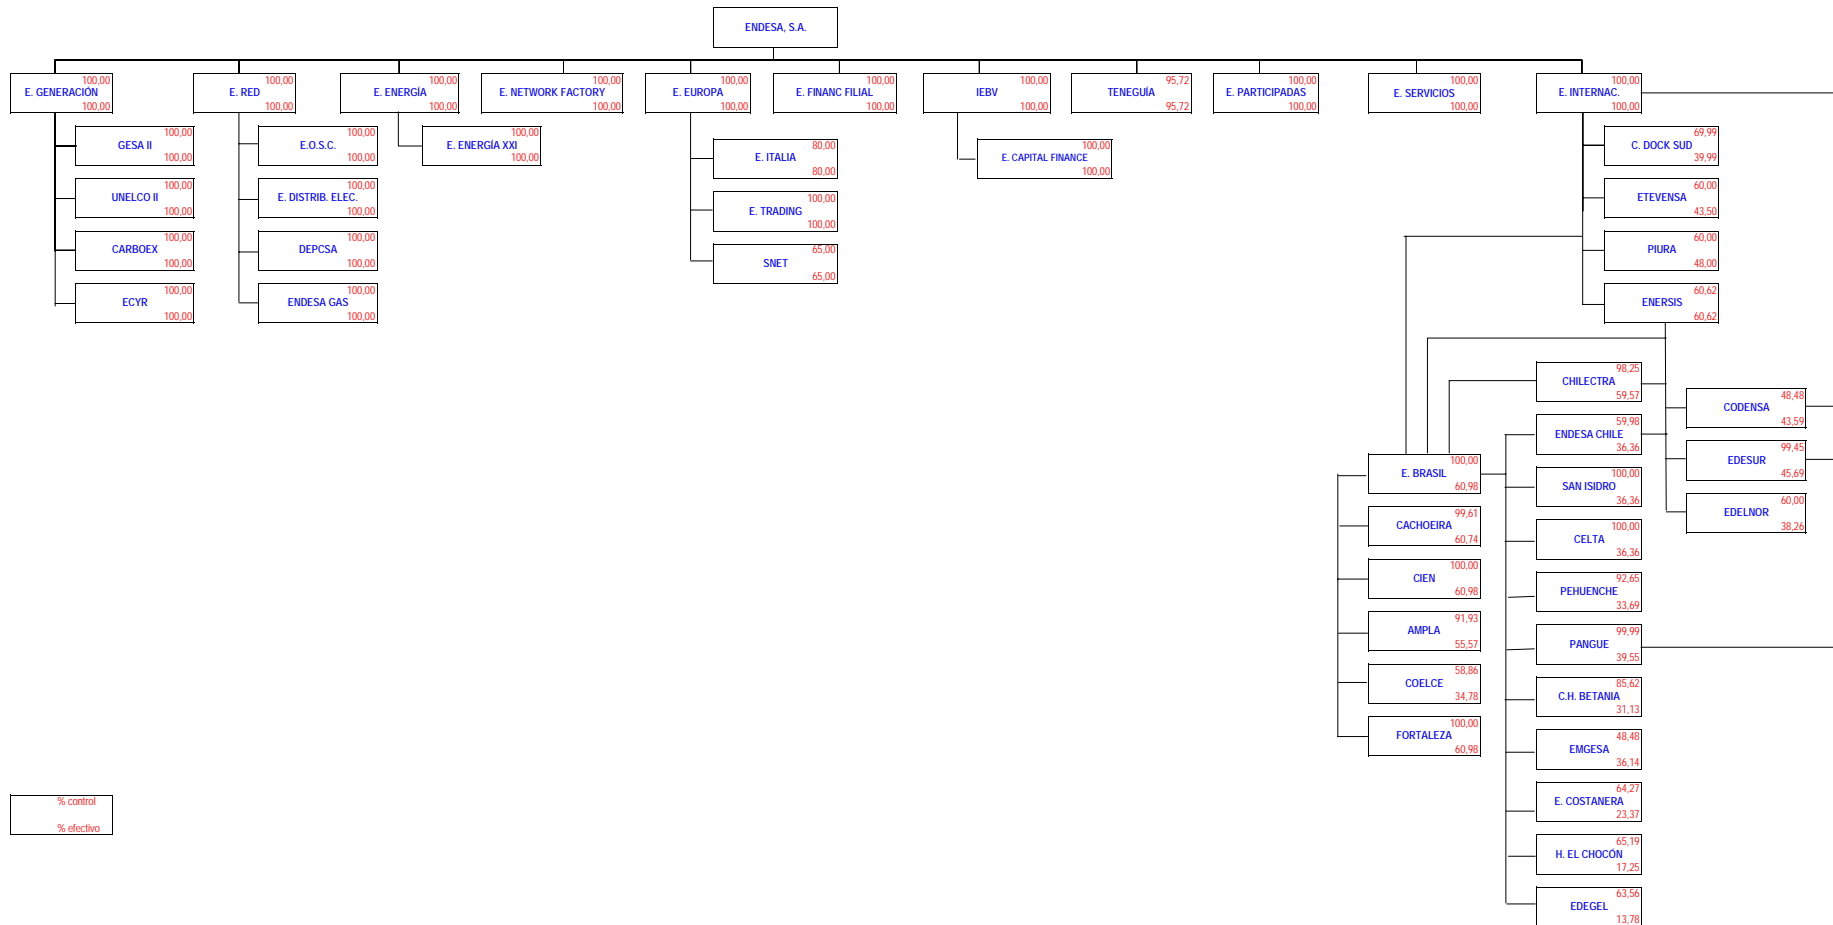 ENDESA, S.A.
100,00
E. GENERACIÓN
100,00
100,00
E. RED
100,00
100,00
E. ENERGÍA
100,00
100,00
E. NETWORK FACTORY
100,00
100,00
E. EUROPA
100,00
100,00
E. FINANC FILIAL
100,00
100,00
IEBV
100,00
95,72
TENEGUÍA
95,72
100,00
E. PARTICIPADAS
100,00
100,00
E. SERVICIOS
100,00
100,00
E. INTERNAC.
100,00
100,00
GESA II
100,00
100,00
UNELCO II
100,00
100,00
CARBOEX
100,00
100,00
ECYR
100,00
100,00
E.O.S.C.
100,00
100,00
E. DISTRIB. ELEC.
100,00
100,00
DEPCSA
100,00
100,00
ENDESA GAS
100,00
100,00
E. ENERGÍA XXI
100,00
80,00
E. ITALIA
80,00
100,00
E. TRADING
100,00
65,00
SNET
65,00
100,00
E. CAPITAL FINANCE
100,00
69,99
C. DOCK SUD
39,99
60,00
ETEVENSA
43,50
60,00
PIURA
48,00
60,62
ENERSIS
60,62
98,25
CHILECTRA
59,57
59,98
ENDESA CHILE
36,36
100,00
SAN ISIDRO
36,36
100,00
CELTA
36,36
92,65
PEHUENCHE
33,69
99,99
PANGUE
39,55
85,62
C.H. BETANIA
31,13
48,48
EMGESA
36,14
64,27
E. COSTANERA
23,37
65,19
H. EL CHOCÓN
17,25
63,56
EDEGEL
13,78
48,48
CODENSA
43,59
99,45
EDESUR
45,69
60,00
EDELNOR
38,26
100,00
E. BRASIL
60,98
99,61
CACHOEIRA
60,74
100,00
CIEN
60,98
91,93
AMPLA
55,57
58,86
COELCE
34,78
100,00
FORTALEZA
60,98
% control
% efectivo